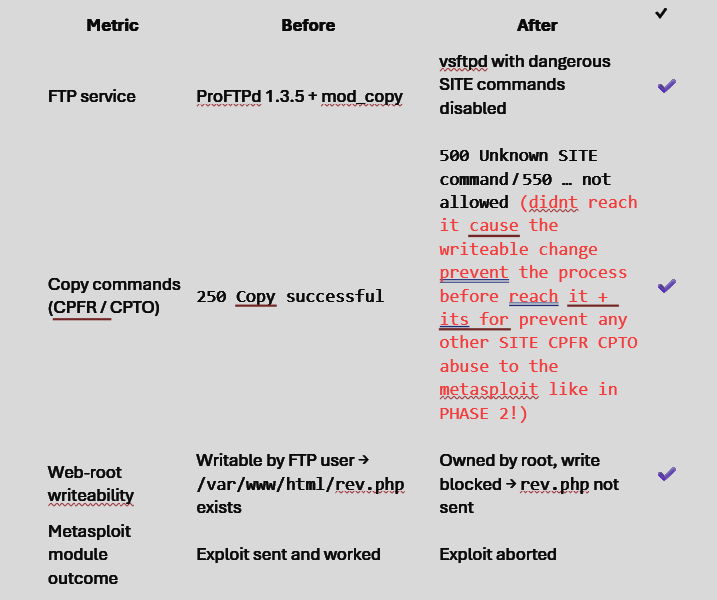 Metric Before After ✓
FTP service ProFTPd 1.3.5 + mod_copy vsftpd with dangerous
SITE commands
disabled ✓
Copy commands
(CPFR / CPTO) 250 Copy successful 500 Unknown SITE
command/550 … not
allowed (didnt reach
it cause the
writeable change
prevent the process
before reach it +
its for prevent any
other SITE CPFR CPTO
abuse to the
metasploit like in
PHASE 2!) ✓
Web-root
writeability Writable by FTP user →
/var/www/html/rev.php
exists Owned by root, write
blocked → rev.php not
sent ✓
Metasploit
module
outcome Exploit sent and worked Exploit aborted